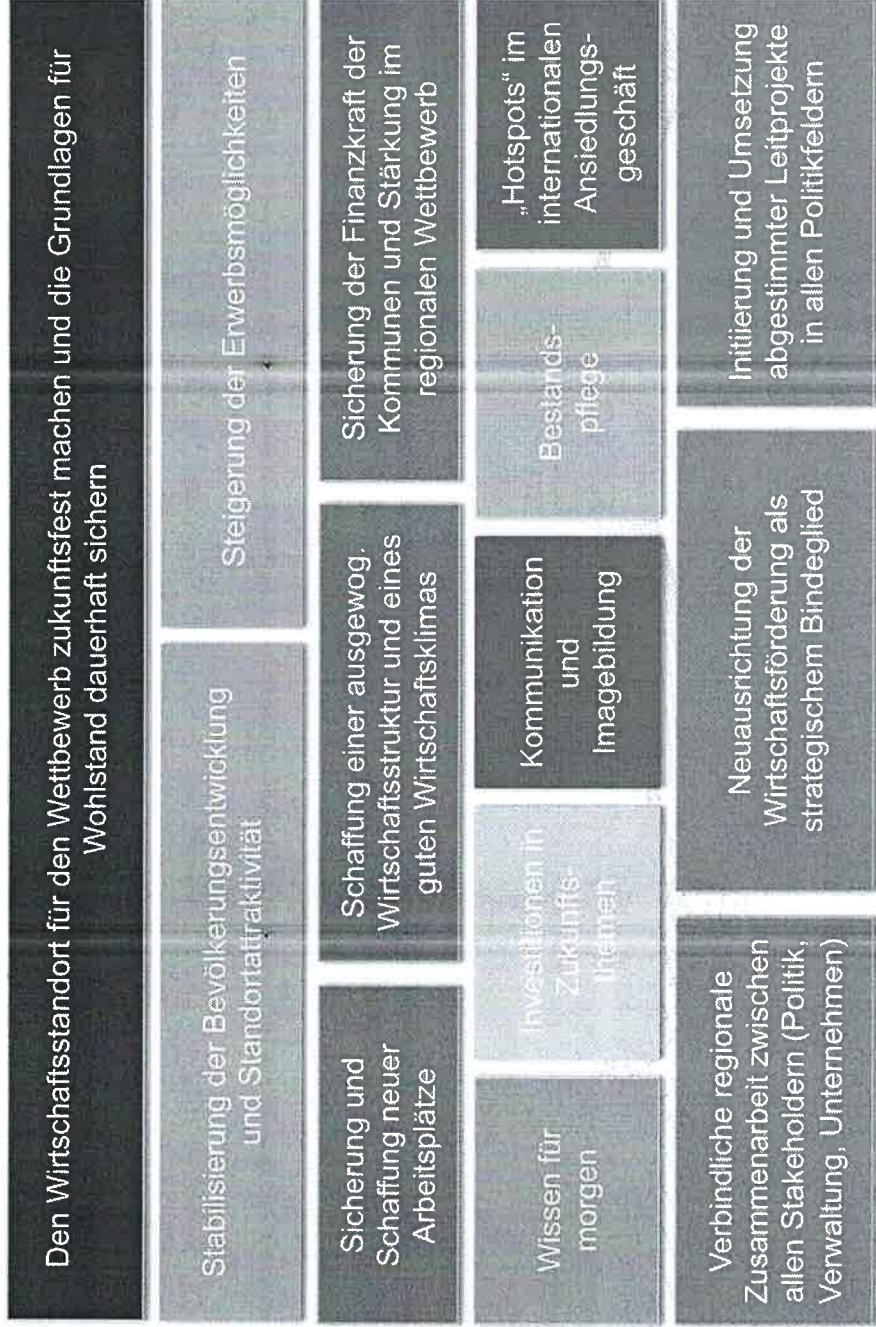 Den Wirtschaftsstandort für den Wettbewerb zukunftsfest machen und die Grundlagen für
Wohlstand dauerhaft sichern
Stabilisierung der Bevölkerungsentwicklung
und Standortattraktivität
Steigerung der Erwerbsmöglichkeiten
Sicherung und
Schaffung neuer
Arbeitsplätze
Schaffung einer ausgewog.
Wirtschaftsstruktur und eines
guten Wirtschaftsklimas
Sicherung der Finanzkraft der
Kommunen und Stärkung im
regionalen Wettbewerb
Wissen für
morgen
Investitionen in
Zukunfts-
themen
Kommunikation
und
Imagebildung
Bestands-
pflege
„Hotspots“ im
internationalen
Ansiedlungs-
geschäft
Verbindliche regionale
Zusammenarbeit zwischen
allen Stakeholdern (Politik,
Verwaltung, Unternehmen)
Neuausrichtung der
Wirtschaftsförderung als
strategischem Bindeglied
Initiierung und Umsetzung
abgestimmter Leitprojekte
in allen Politikfeldern